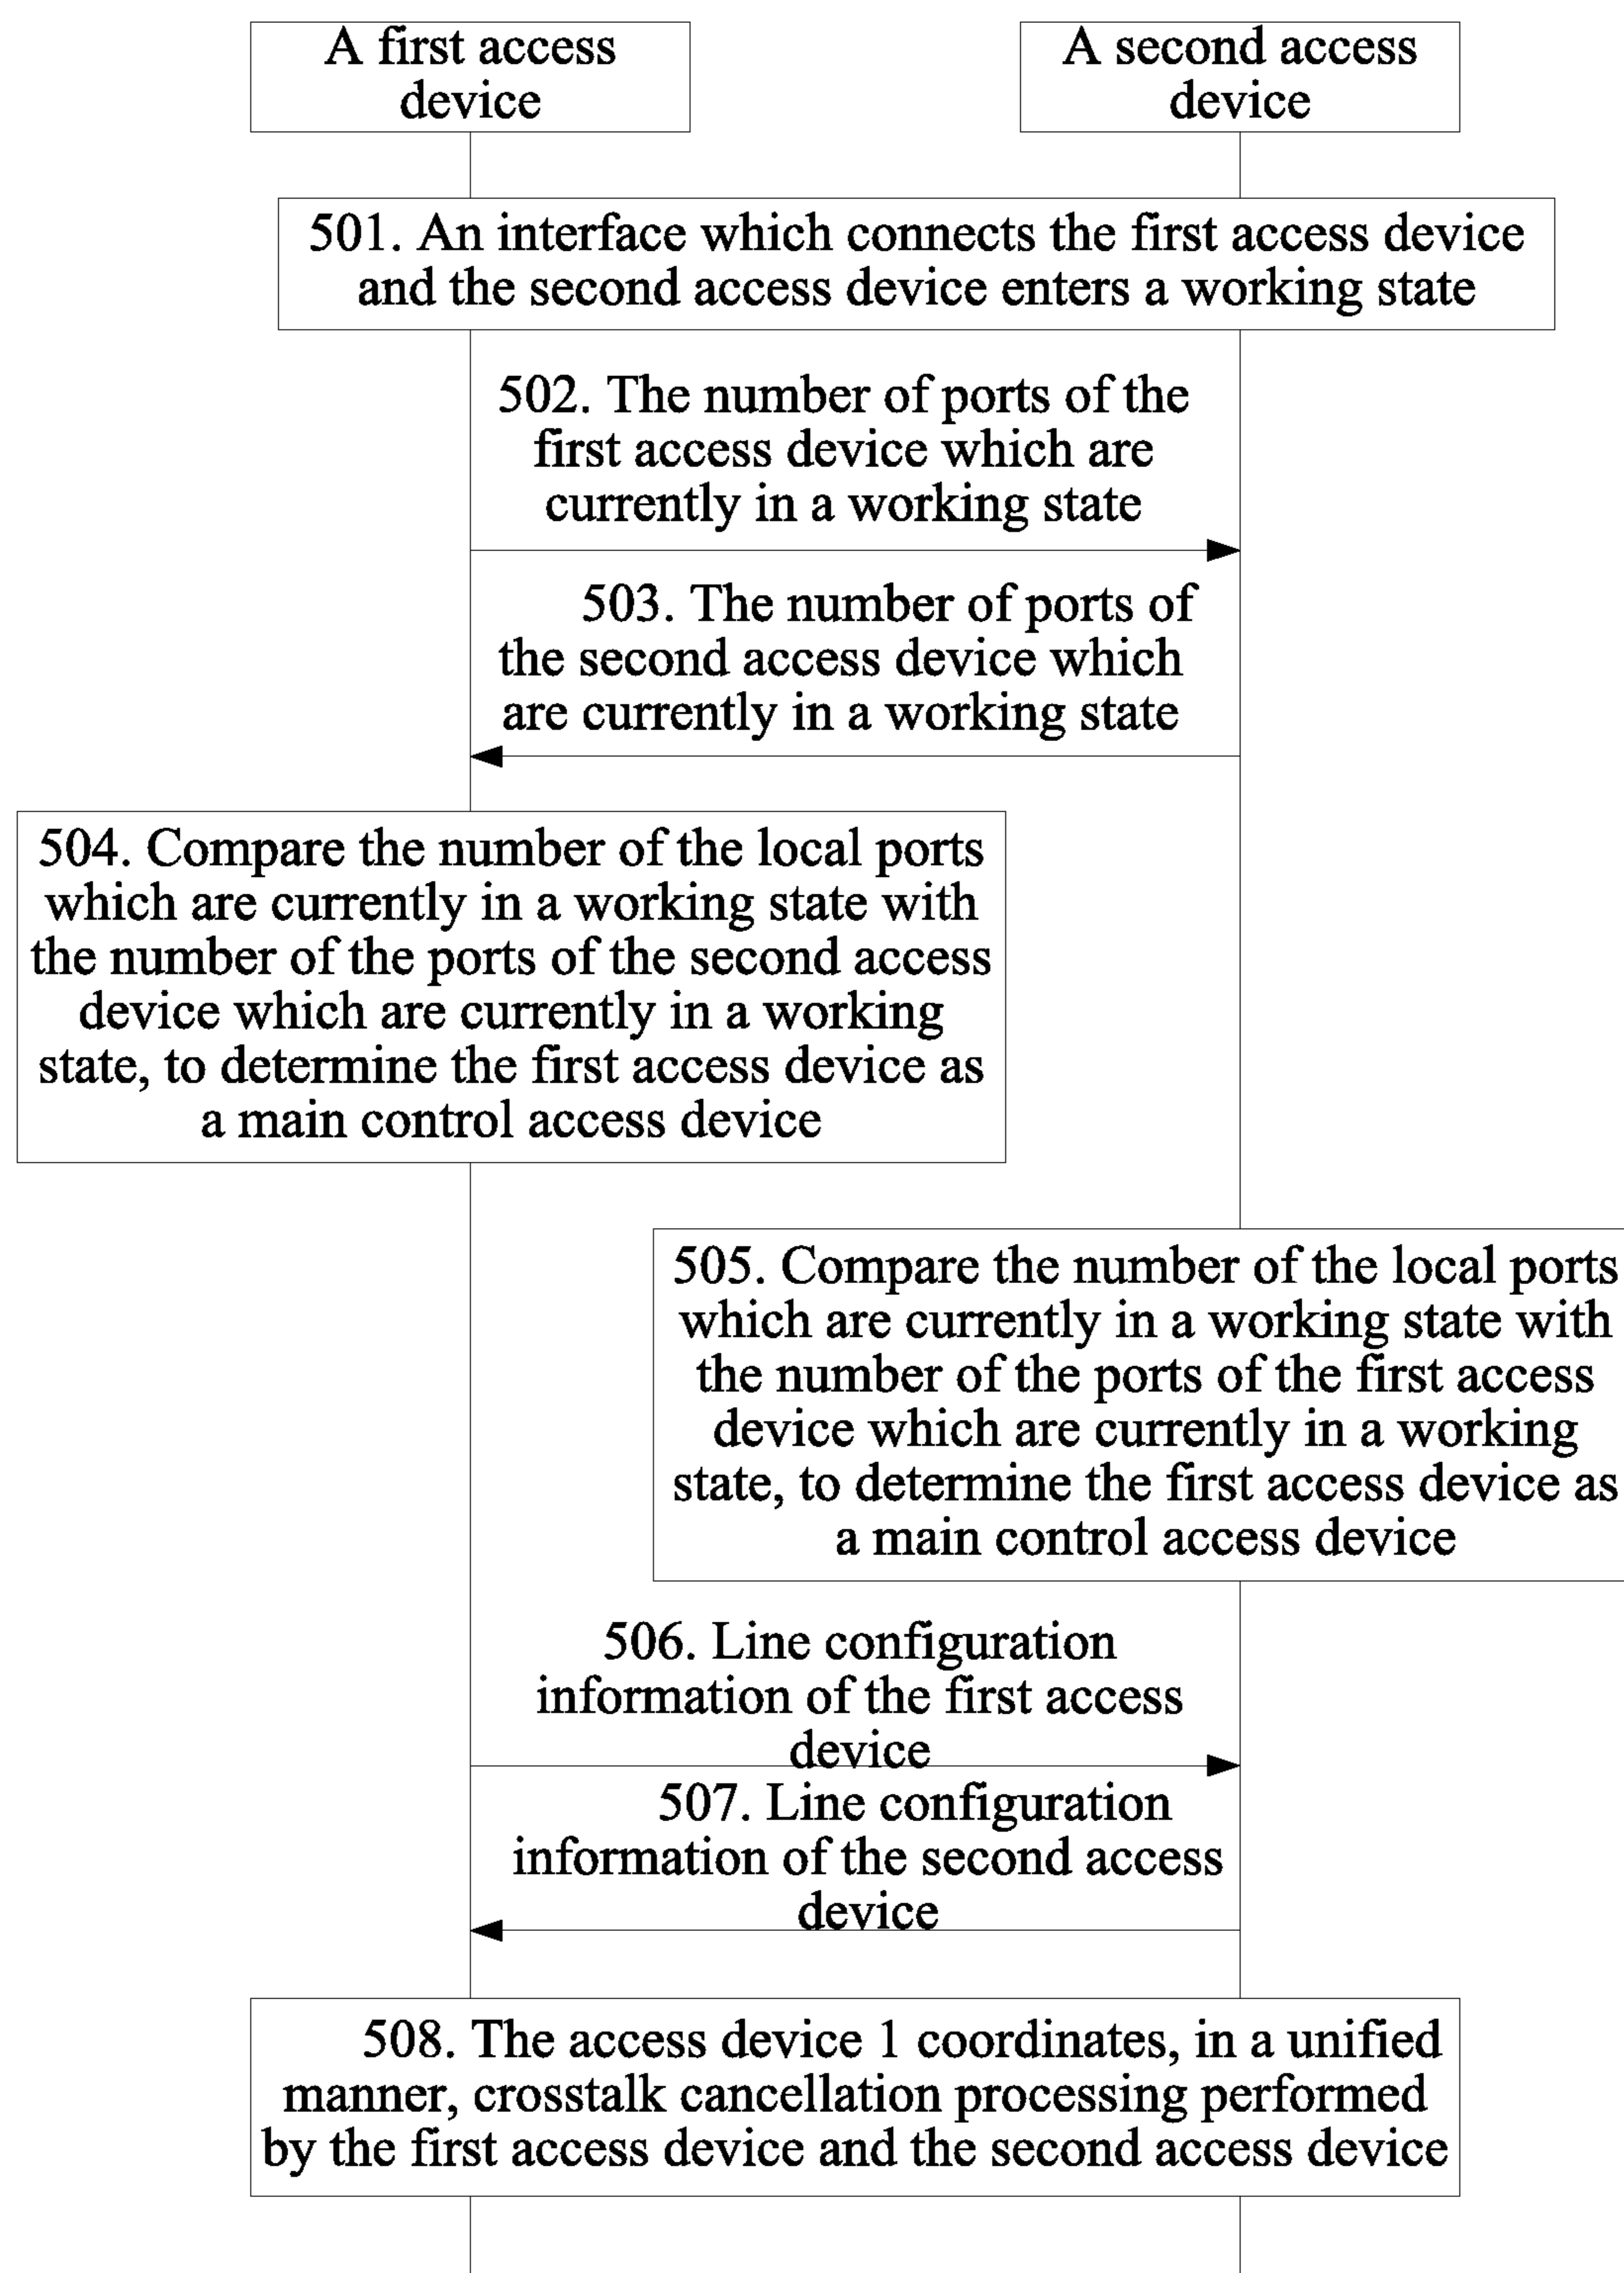 A first access
device
A second access
device
501. An interface which connects the first access device
and the second access device enters a working state
502. The number of ports of the
first access device which are
currently in a working state
503. The number of ports of
the second access device which
are currently in a working state
504. Compare the number of the local ports
which are currently in a working state with
the number of the ports of the second access
device which are currently in a working
state, to determine the first access device as
a main control access device
505. Compare the number of the local ports
which are currently in a working state with
the number of the ports of the first access
device which are currently in a working
state, to determine the first access device as
a main control access device
506. Line configuration
information of the first access
device
507. Line configuration
information of the second access
device
508. The access device 1 coordinates, in a unified
manner, crosstalk cancellation processing performed
by the first access device and the second access device